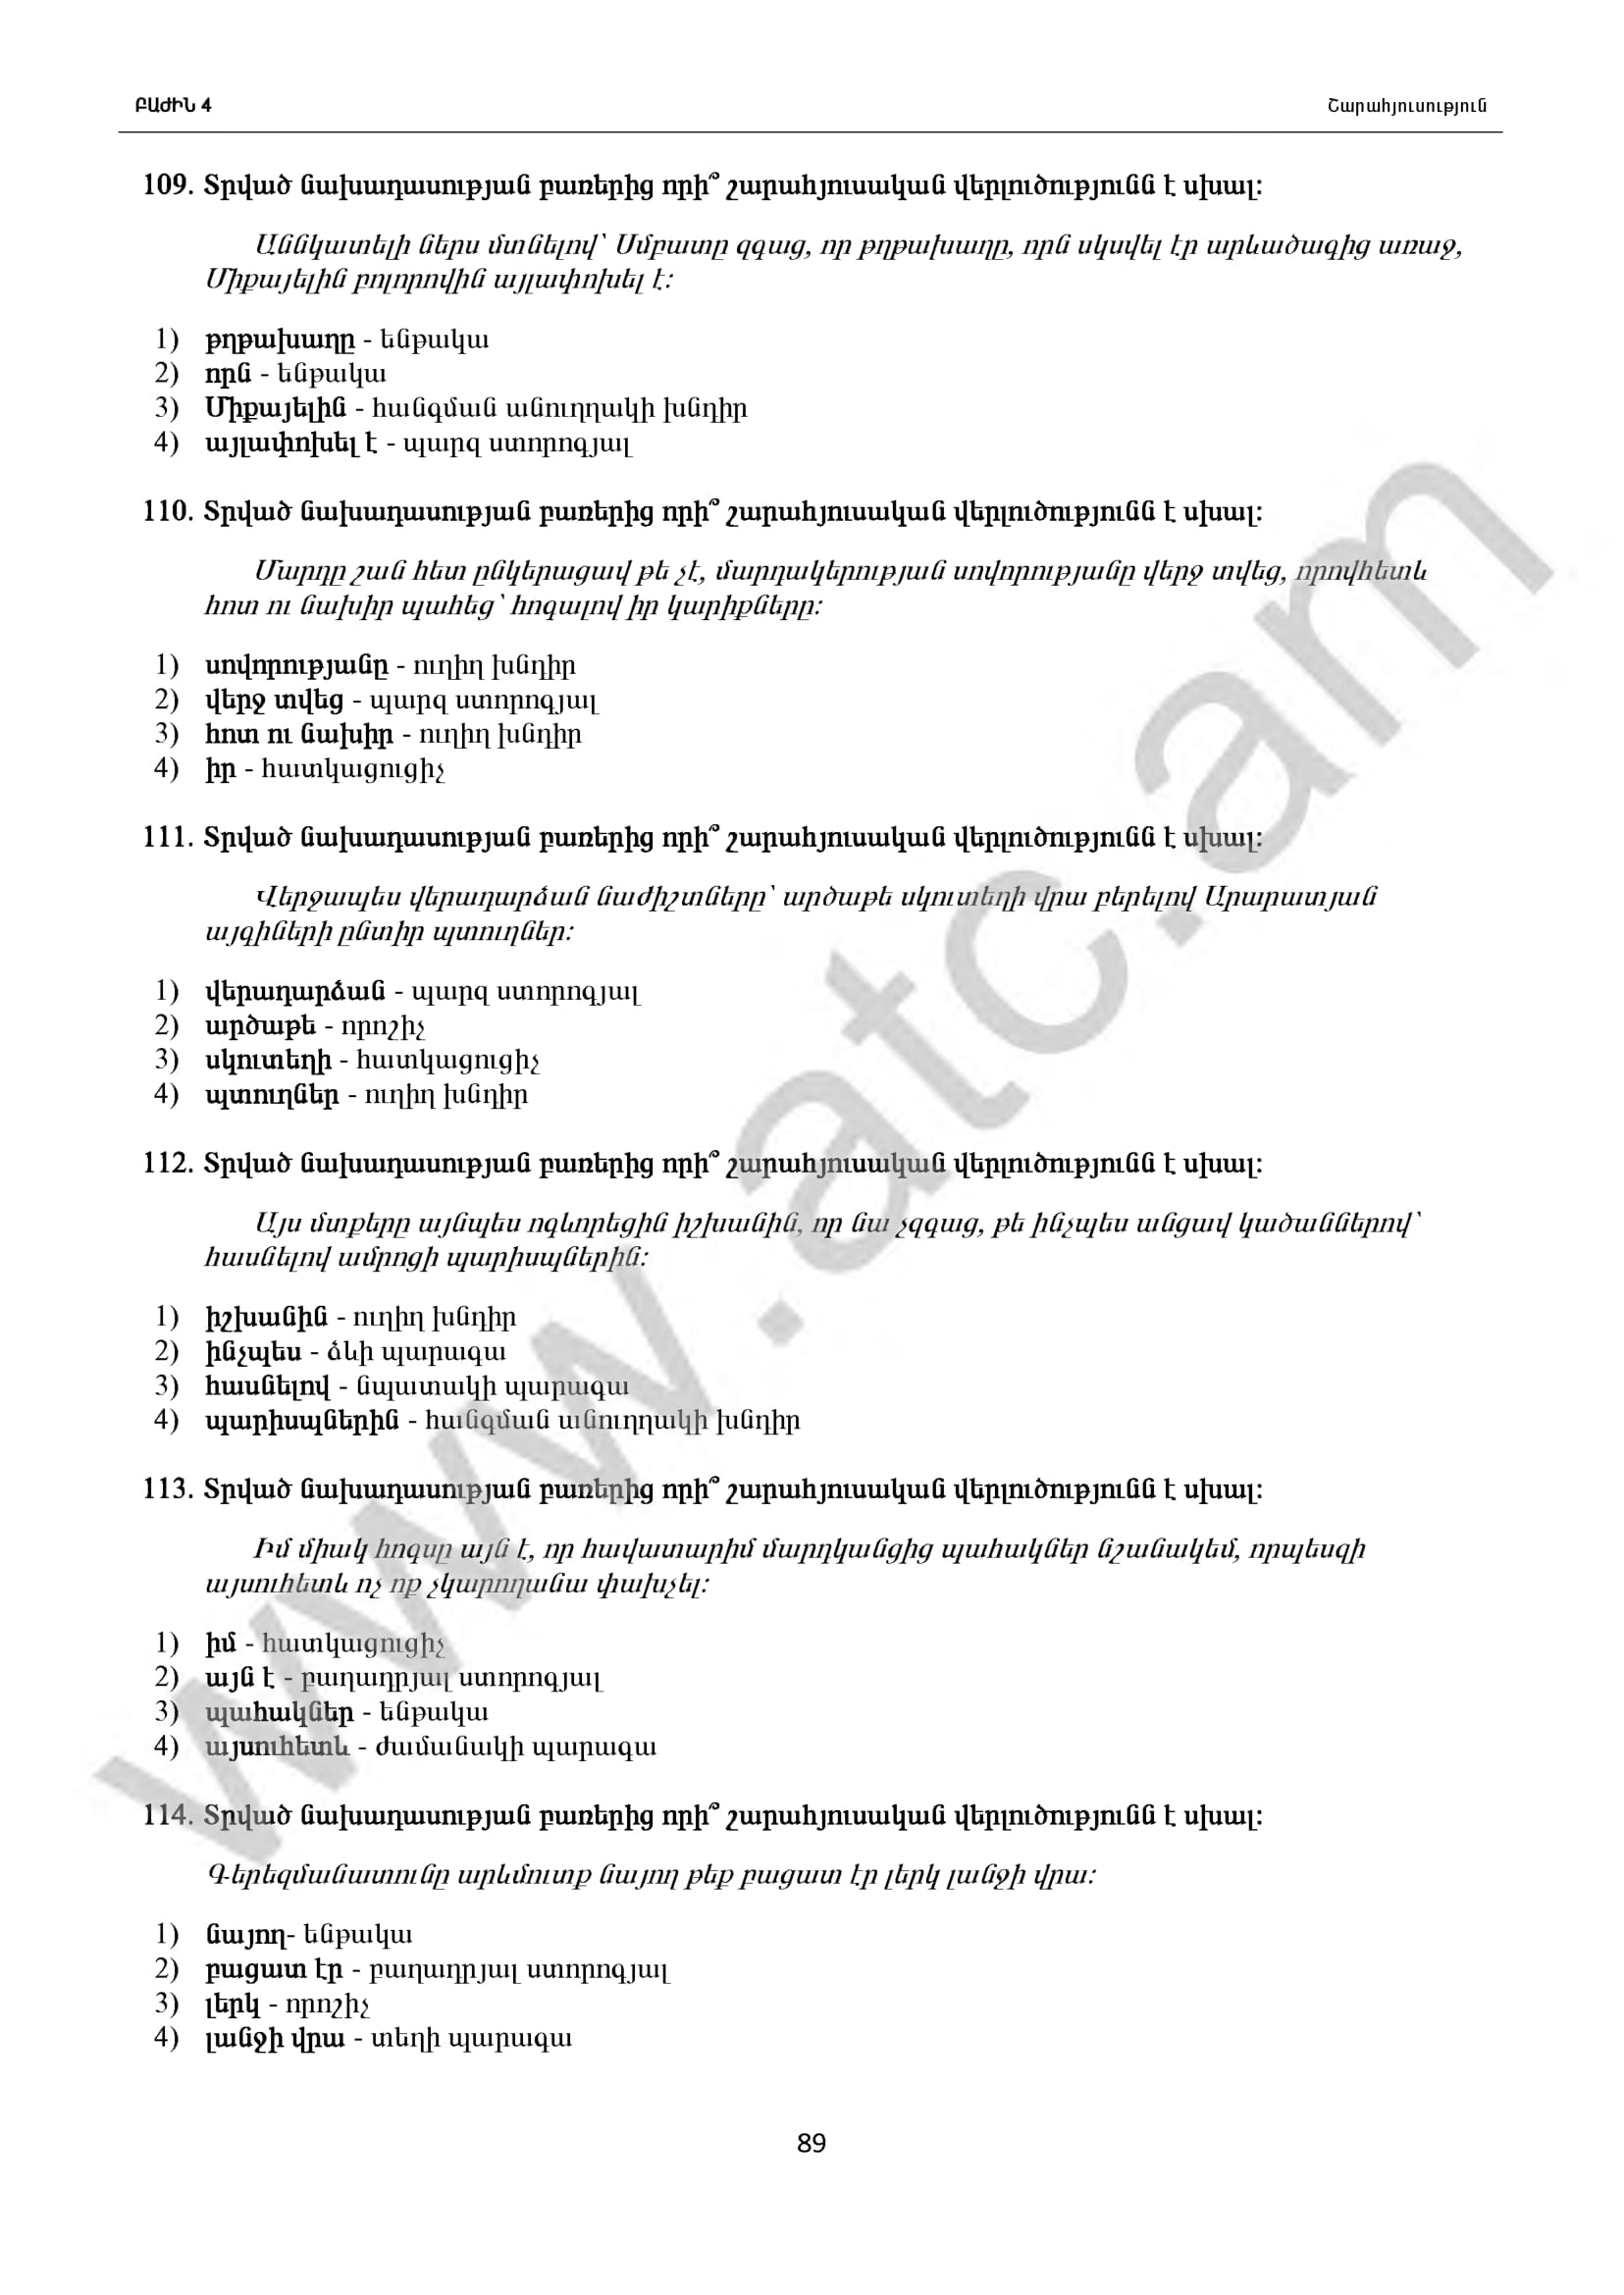 ԲԱԺԻՆ 4
Շարահյուսություն
109. Տրված նախադասության բառերից որի՞ շարահյուսական վերլուծությունն է սխալ:
Աննկատելի ներս մտնելով՝ Սմբատը զգաց, որ թղթախաղը, որն սկսվել էր արևածագից առաջ,
Միքայելին բոլորովին այլափոխել է:
1) թղթախաղը - ենթակա
2) որն - ենթակա
3) Միքայելին - հանգման անուղղակի խնդիր
4) այլափոխել է - պարզ ստորոգյալ
110. Տրված նախադասության բառերից որի՞ շարահյուսական վերլուծությունն է սխալ:
Մարդը շան հետ ընկերացավ թե չէ, մարդակերության սովորությանը վերջ տվեց, որովհետև
հոտ ու նախիր պահեց՝ հոգալով իր կարիքները:
1) սովորությանը - ուղիղ խնդիր
2) վերջ տվեց - պարզ ստորոգյալ
3) հոտ ու նախիր - ուղիղ խնդիր
4) իր - հատկացուցիչ
111. Տրված նախադասության բառերից որի՞ շարահյուսական վերլուծությունն է սխալ:
Վերջապես վերադարձան նաժիշտները՝ արծաթե սկուտեղի վրա բերելով Արարատյան
այգիների ընտիր պտուղներ:
1) վերադարձան - պարզ ստորոգյալ
2) արծաթե - որոշիչ
3) սկուտեղի - հատկացուցիչ
4) պտուղներ - ուղիղ խնդիր
112. Տրված նախադասության բառերից որի՞ շարահյուսական վերլուծությունն է սխալ:
Այս մտքերը այնպես ոգևորեցին իշխանին, որ նա չզգաց, թե ինչպես անցավ կածաններով՝
հասնելով ամրոցի պարիսպներին:
1) իշխանին - ուղիղ խնդիր
2) ինչպես - ձևի պարագա
3) հասնելով - նպատակի պարագա
4) պարիսպներին - հանգման անուղղակի խնդիր
113. Տրված նախադասության բառերից որի՞ շարահյուսական վերլուծությունն է սխալ:
Իմ միակ հոգսը այն է, որ հավատարիմ մարդկանցից պահակներ նշանակեմ, որպեսզի
այսուհետև ոչ ոք չկարողանա փախչել:
1) իմ - հատկացուցիչ
2) այն է - բաղադրյալ ստորոգյալ
3) պահակներ - ենթակա
4) այսուհետև - ժամանակի պարագա
114. Տրված նախադասության բառերից որի՞ շարահյուսական վերլուծությունն է սխալ:
Գերեզմանատունը արևմուտք նայող թեք բացատ էր լերկ լանջի վրա:
1) նայող- ենթակա
2) բացատ էր - բաղադրյալ ստորոգյալ
3) լերկ - որոշիչ
4) լանջի վրա - տեղի պարագա
89
www.atc.am